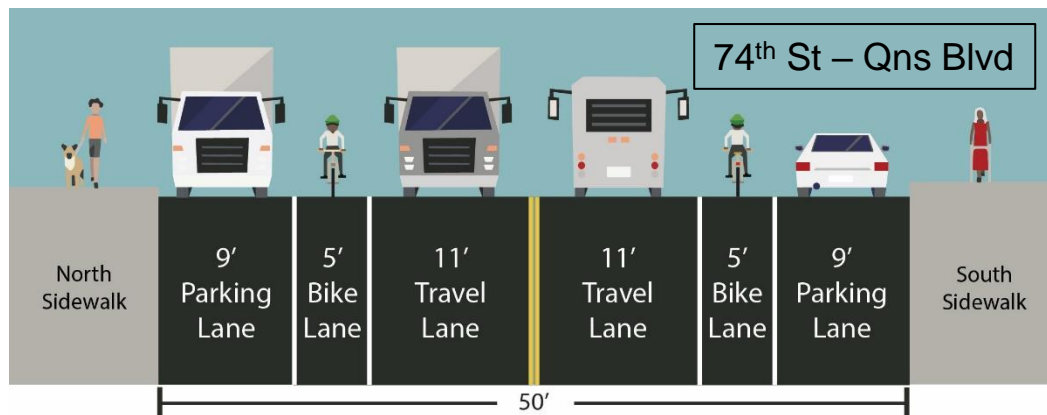 74th St – Qns Blvd
North
Sidewalk
9′
Parking
Lane
5′
Bike
Lane
11′
Travel
Lane
11′
Travel
Lane
5′
Bike
Lane
9′
Parking
Lane
South
Sidewalk
50′